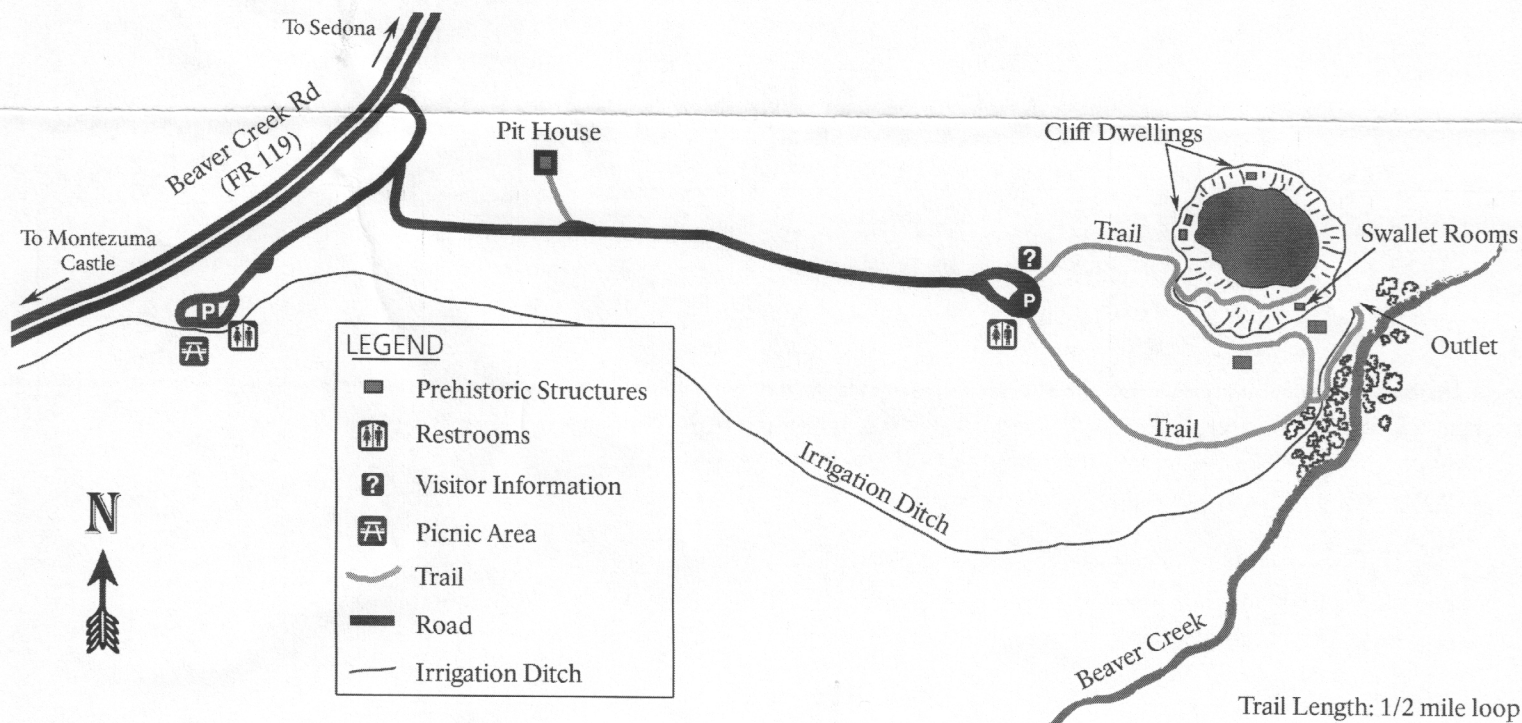 To Sedona
Beaver Creek Rd
(FR 119)
Pit House
Cliff Dwellings
To Montezuma
Castle
Trail
Swallet Rooms
?
P
P
Outlet
LEGEND
Prehistoric Structures
Restrooms
? Visitor Information
Picnic Area
Trail
Road
Irrigation Ditch
Trail
Irrigation Ditch
N
Beaver Creek
Trail Length: 1/2 mile loop